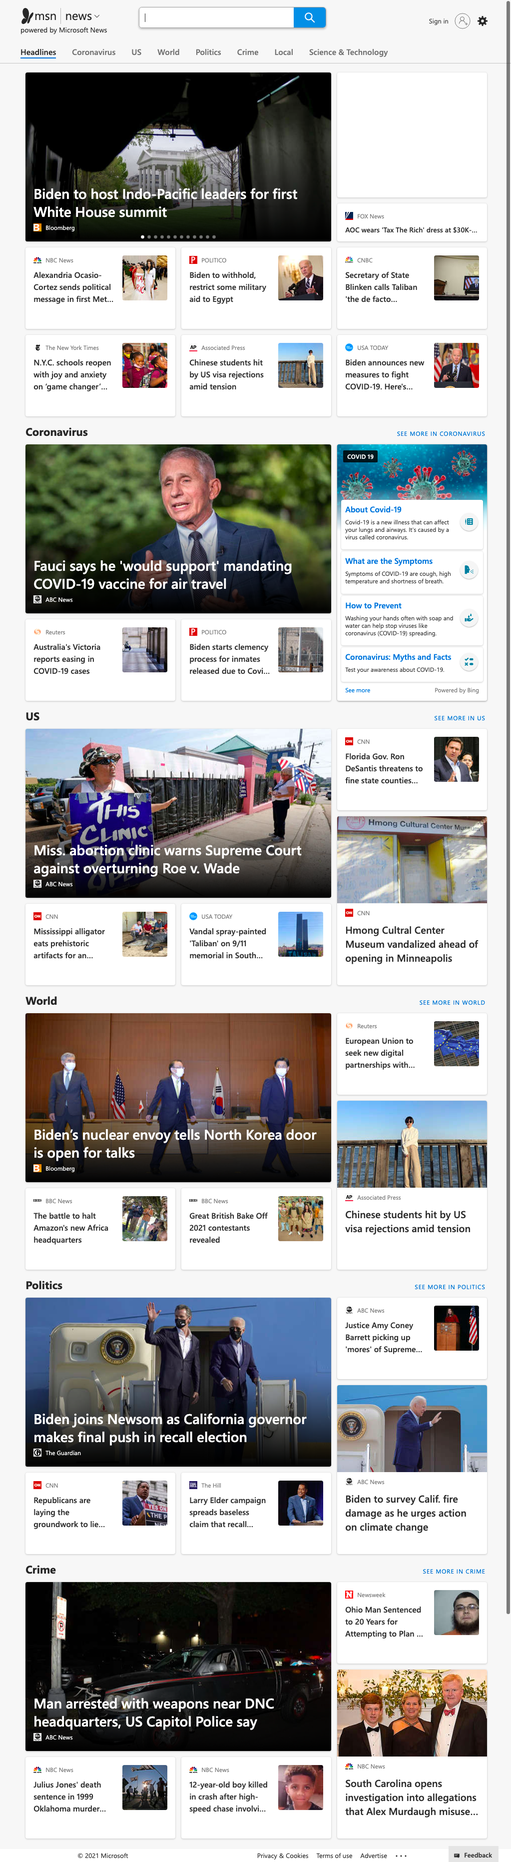 msn | news
powered by Microsoft News
Sign in
Headlines Coronavirus US World Politics Crime Local Science & Technology
Biden to host Indo-Pacific leaders for first
White House summit
Bloomberg
FOX News
AOC wears 'Tax The Rich' dress at $30K-...
NBC News
Alexandria Ocasio-
Cortez sends political
message in first Met...
POLITICO
Biden to withhold,
restrict some military
aid to Egypt
CNBC
Secretary of State
Blinken calls Taliban
'the de facto...
The New York Times
N.Y.C. schools reopen
with joy and anxiety
on 'game changer'...
Associated Press
Chinese students hit
by US visa rejections
amid tension
USA TODAY
Biden announces new
measures to fight
COVID-19. Here's...
Coronavirus
SEE MORE IN CORONAVIRUS
Fauci says he 'would support' mandating
COVID-19 vaccine for air travel
ABC News
COVID 19
About Covid-19
Covid-19 is a new illness that can affect
your lungs and airways. It's caused by a
virus called coronavirus.
What are the Symptoms
Symptoms of COVID-19 are cough, high
temperature and shortness of breath.
How to Prevent
Washing your hands often with soap and
water can help stop viruses like
coronavirus (COVID-19) spreading.
Coronavirus: Myths and Facts
Test your awareness about COVID-19.
See more
Powered by Bing
Reuters
Australia's Victoria
reports easing in
COVID-19 cases
POLITICO
Biden starts clemency
process for inmates
released due to Covi...
US
SEE MORE IN US
THIS
CLINIC
Miss. abortion clinic warns Supreme Court
against overturning Roe v. Wade
ABC News
CNN
Florida Gov. Ron
DeSantis threatens to
fine state counties...
Hmong Cultural Center Museum
CNN
Hmong Cultral Center
Museum vandalized ahead of
opening in Minneapolis
CNN
Mississippi alligator
eats prehistoric
artifacts for an...
USA TODAY
Vandal spray-painted
'Taliban' on 9/11
memorial in South...
World
SEE MORE IN WORLD
Biden's nuclear envoy tells North Korea door
is open for talks
Bloomberg
Reuters
European Union to
seek new digital
partnerships with...
Associated Press
Chinese students hit by US
visa rejections amid tension
BBC News
The battle to halt
Amazon's new Africa
headquarters
BBC News
Great British Bake Off
2021 contestants
revealed
Politics
SEE MORE IN POLITICS
Biden joins Newsom as California governor
makes final push in recall election
The Guardian
ABC News
Justice Amy Coney
Barrett picking up
'mores' of Supreme...
ABC News
Biden to survey Calif. fire
damage as he urges action
on climate change
CNN
Republicans are
laying the
groundwork to lie...
The Hill
Larry Elder campaign
spreads baseless
claim that recall...
Crime
SEE MORE IN CRIME
Man arrested with weapons near DNC
headquarters, US Capitol Police say
ABC News
Newsweek
Ohio Man Sentenced
to 20 Years for
Attempting to Plan ...
NBC News
South Carolina opens
investigation into allegations
that Alex Murdaugh misuse...
NBC News
Julius Jones' death
sentence in 1999
Oklahoma murder...
NBC News
12-year-old boy killed
in crash after high-
speed chase involvi...
© 2021 Microsoft
Privacy & Cookies Terms of use Advertise ...
Feedback